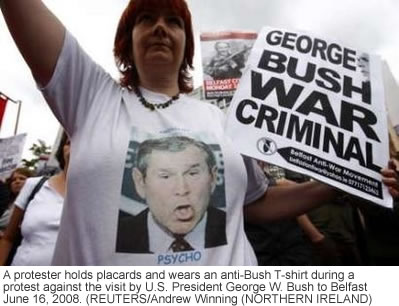 GEORGE
BUSH
WAR
CRIMINAL
Belfast Anti-War Movement
PSYCHO
A protester holds placards and wears an anti-Bush T-shirt during a
protest against the visit by U.S. President George W. Bush to Belfast
June 16, 2008. (REUTERS/Andrew Winning (NORTHERN IRELAND)